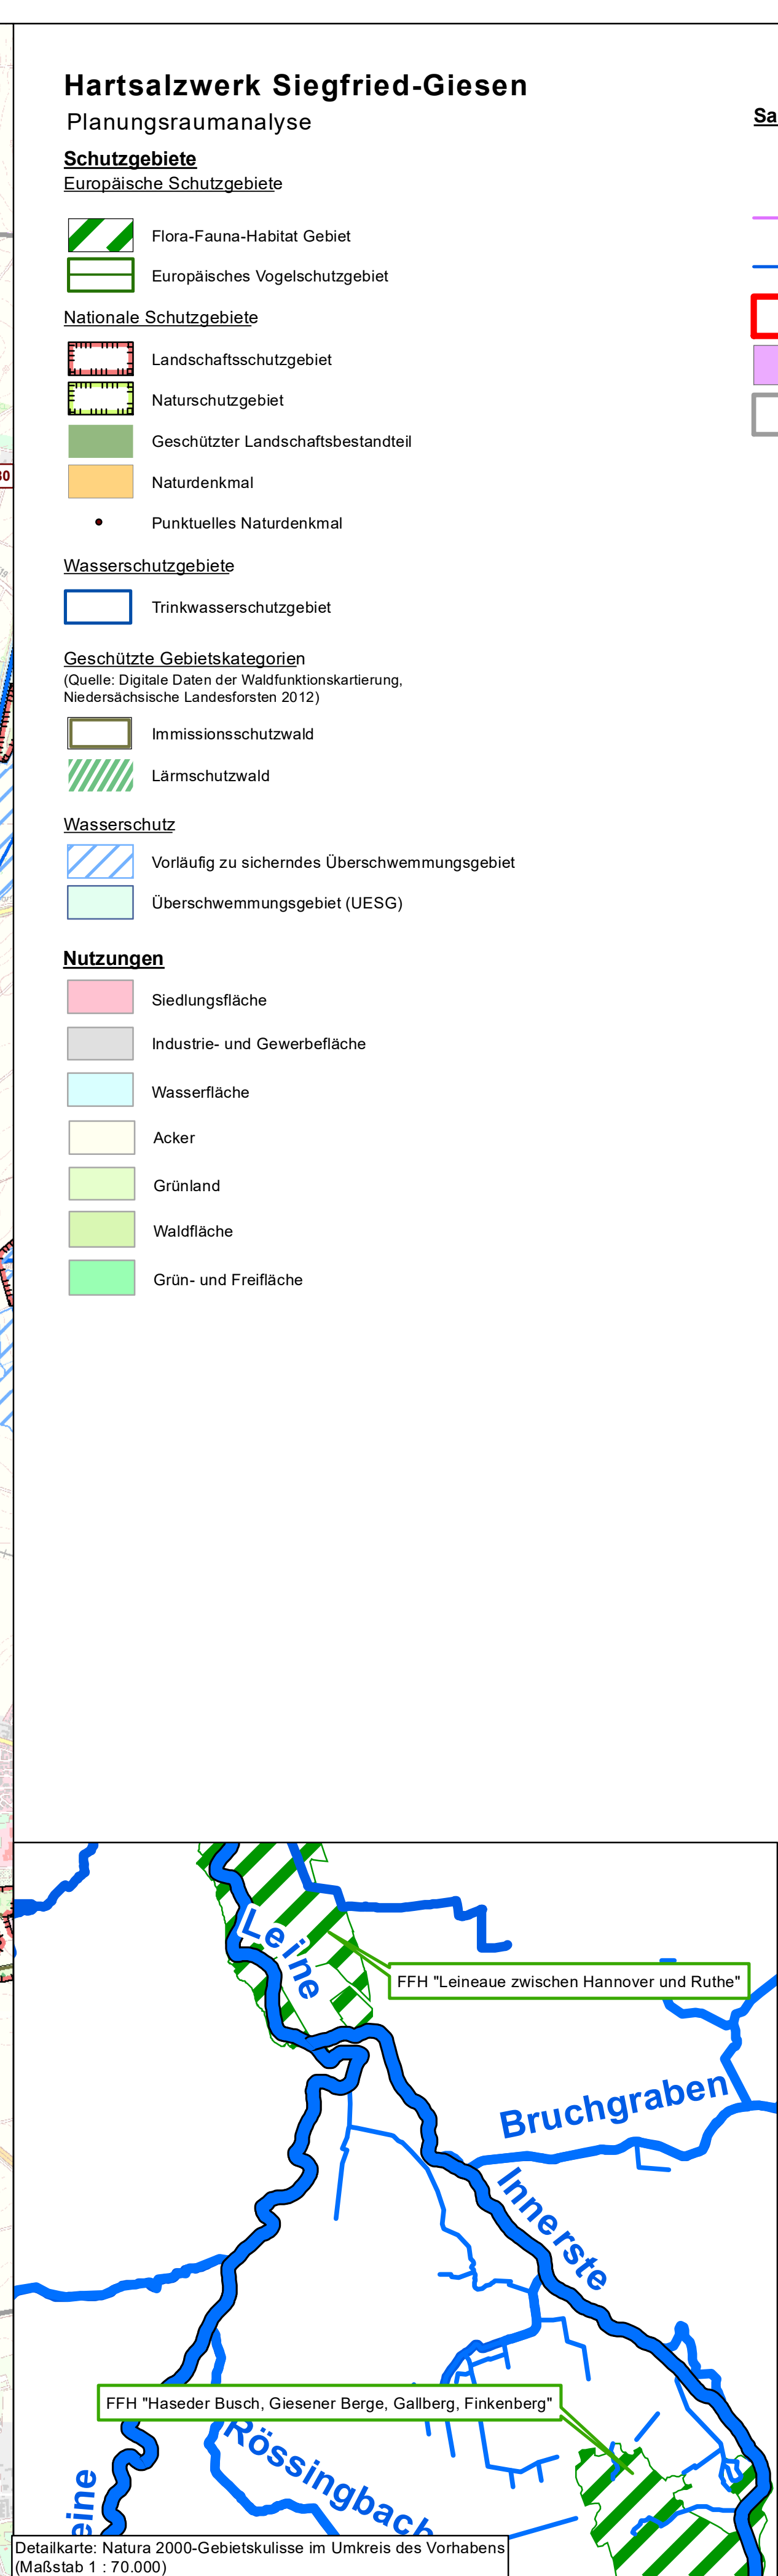 Hartsalzwerk Siegfried-Giesen
Planungsraumanalyse
Schutzgebiete
Europäische Schutzgebiete
Flora-Fauna-Habitat Gebiet
Europäisches Vogelschutzgebiet
Nationale Schutzgebiete
Landschaftsschutzgebiet
Naturschutzgebiet
Geschützter Landschaftsbestandteil
Naturdenkmal
Punktuelles Naturdenkmal
Wasserschutzgebiete
Trinkwasserschutzgebiet
Geschützte Gebietskategorien
(Quelle: Digitale Daten der Waldfunktionskartierung,
Niedersächsische Landesforsten 2012)
Immissionsschutzwald
Lärmschutzwald
Wasserschutz
Vorläufig zu sicherndes Überschwemmungsgebiet
Überschwemmungsgebiet (UESG)
Nutzungen
Siedlungsfläche
Industrie- und Gewerbefläche
Wasserfläche
Acker
Grünland
Waldfläche
Grün- und Freifläche
Sa
Leine
FFH "Leineaue zwischen Hannover und Ruthe"
Bruchgraben
Innerste
FFH "Haseder Busch, Giesener Berge, Gallberg, Finkenberg"
Rössingbach
eine
Detailkarte: Natura 2000-Gebietskulisse im Umkreis des Vorhabens
(Maßstab 1 : 70.000)